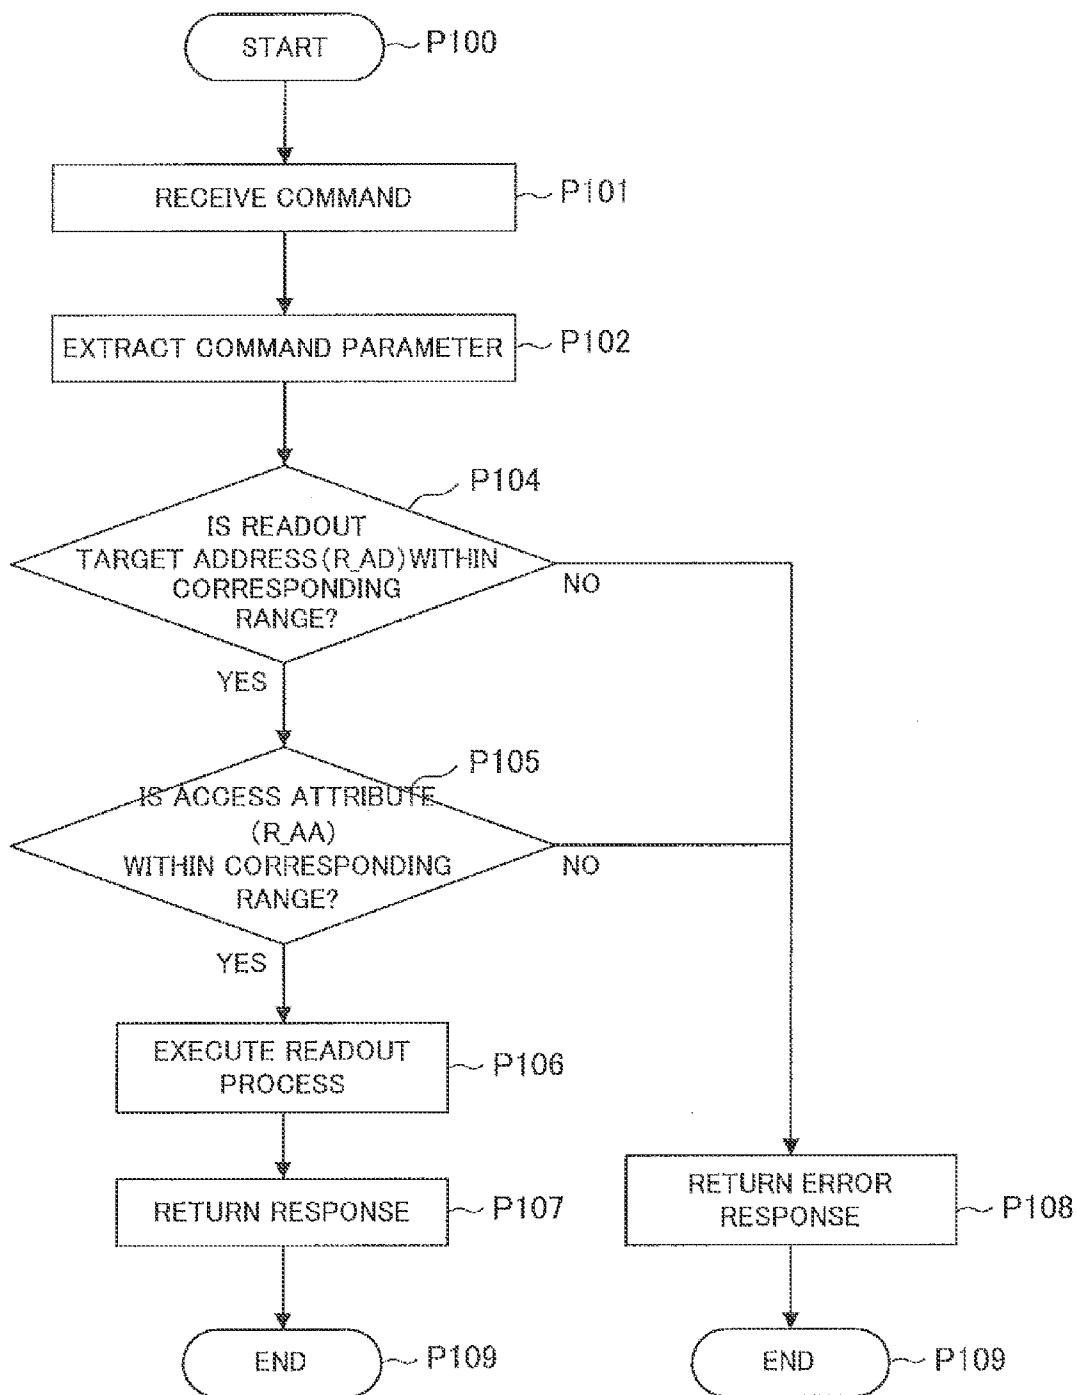 START
P100
RECEIVE COMMAND
P101
EXTRACT COMMAND PARAMETER
P102
P104
IS READOUT
TARGET ADDRESS(R_AD)WITHIN
CORRESPONDING
RANGE?
NO
YES
P105
IS ACCESS ATTRIBUTE
(R_AA)
WITHIN CORRESPONDING
RANGE?
NO
YES
EXECUTE READOUT
PROCESS
P106
RETURN RESPONSE
P107
RETURN ERROR
RESPONSE
P108
END
P109
END
P109